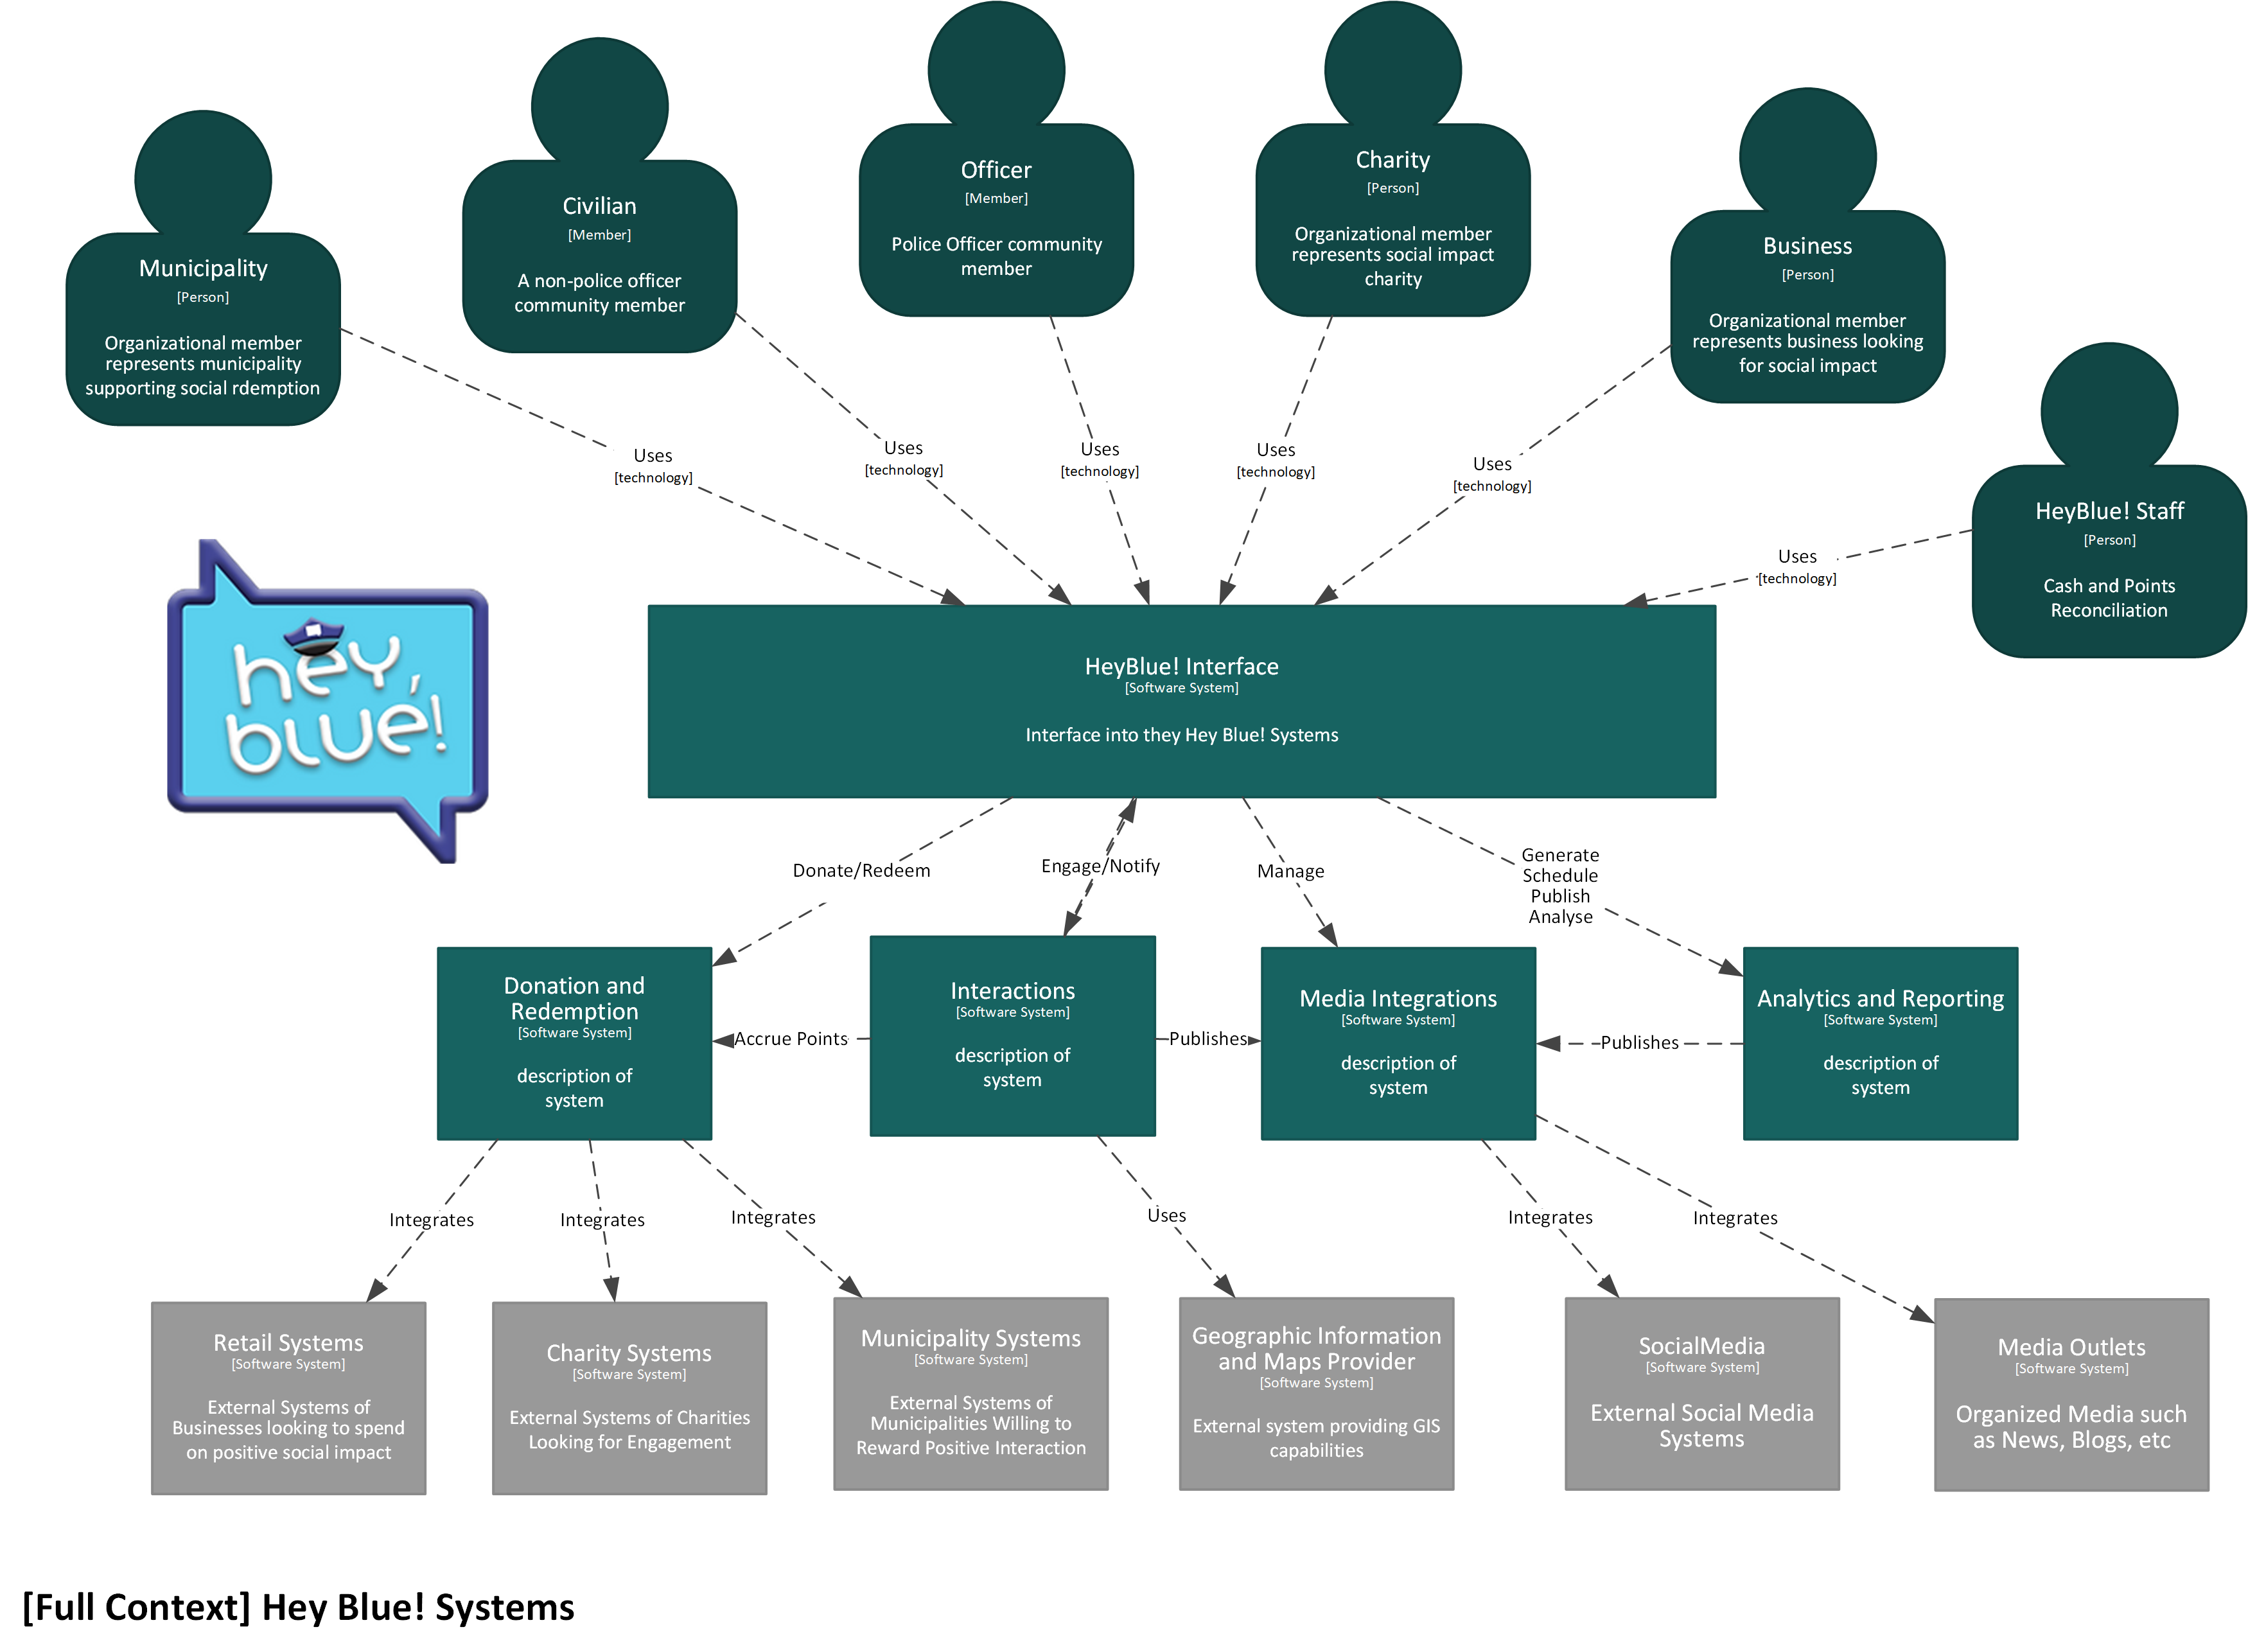 Municipality
[Person]
Organizational member
represents municipality
supporting social rdemption
Civilian
[Member]
A non-police officer
community member
Officer
[Member]
Police Officer community
member
Charity
[Person]
Organizational member
represents social impact
charity
Business
[Person]
Organizational member
represents business looking
for social impact
HeyBlue! Staff
[Person]
Cash and Points
Reconciliation
Uses
[technology]
Uses
[technology]
Uses
[technology]
Uses
[technology]
Uses
[technology]
Uses
[technology]
hey,
blue!
HeyBlue! Interface
[Software System]
Interface into they Hey Blue! Systems
Donate/Redeem
Engage/Notify
Manage
Generate
Schedule
Publish
Analyse
Donation and
Redemption
[Software System]
description of
system
Accrue Points
Interactions
[Software System]
description of
system
Publishes
Media Integrations
[Software System]
description of
system
Publishes
Analytics and Reporting
[Software System]
description of
system
Integrates
Integrates
Integrates
Uses
Integrates
Integrates
Retail Systems
[Software System]
External Systems of
Businesses looking to spend
on positive social impact
Charity Systems
[Software System]
External Systems of Charities
Looking for Engagement
Municipality Systems
[Software System]
External Systems of
Municipalities Willing to
Reward Positive Interaction
Geographic Information
and Maps Provider
[Software System]
External system providing GIS
capabilities
SocialMedia
[Software System]
External Social Media
Systems
Media Outlets
[Software System]
Organized Media such
as News, Blogs, etc
[Full Context] Hey Blue! Systems